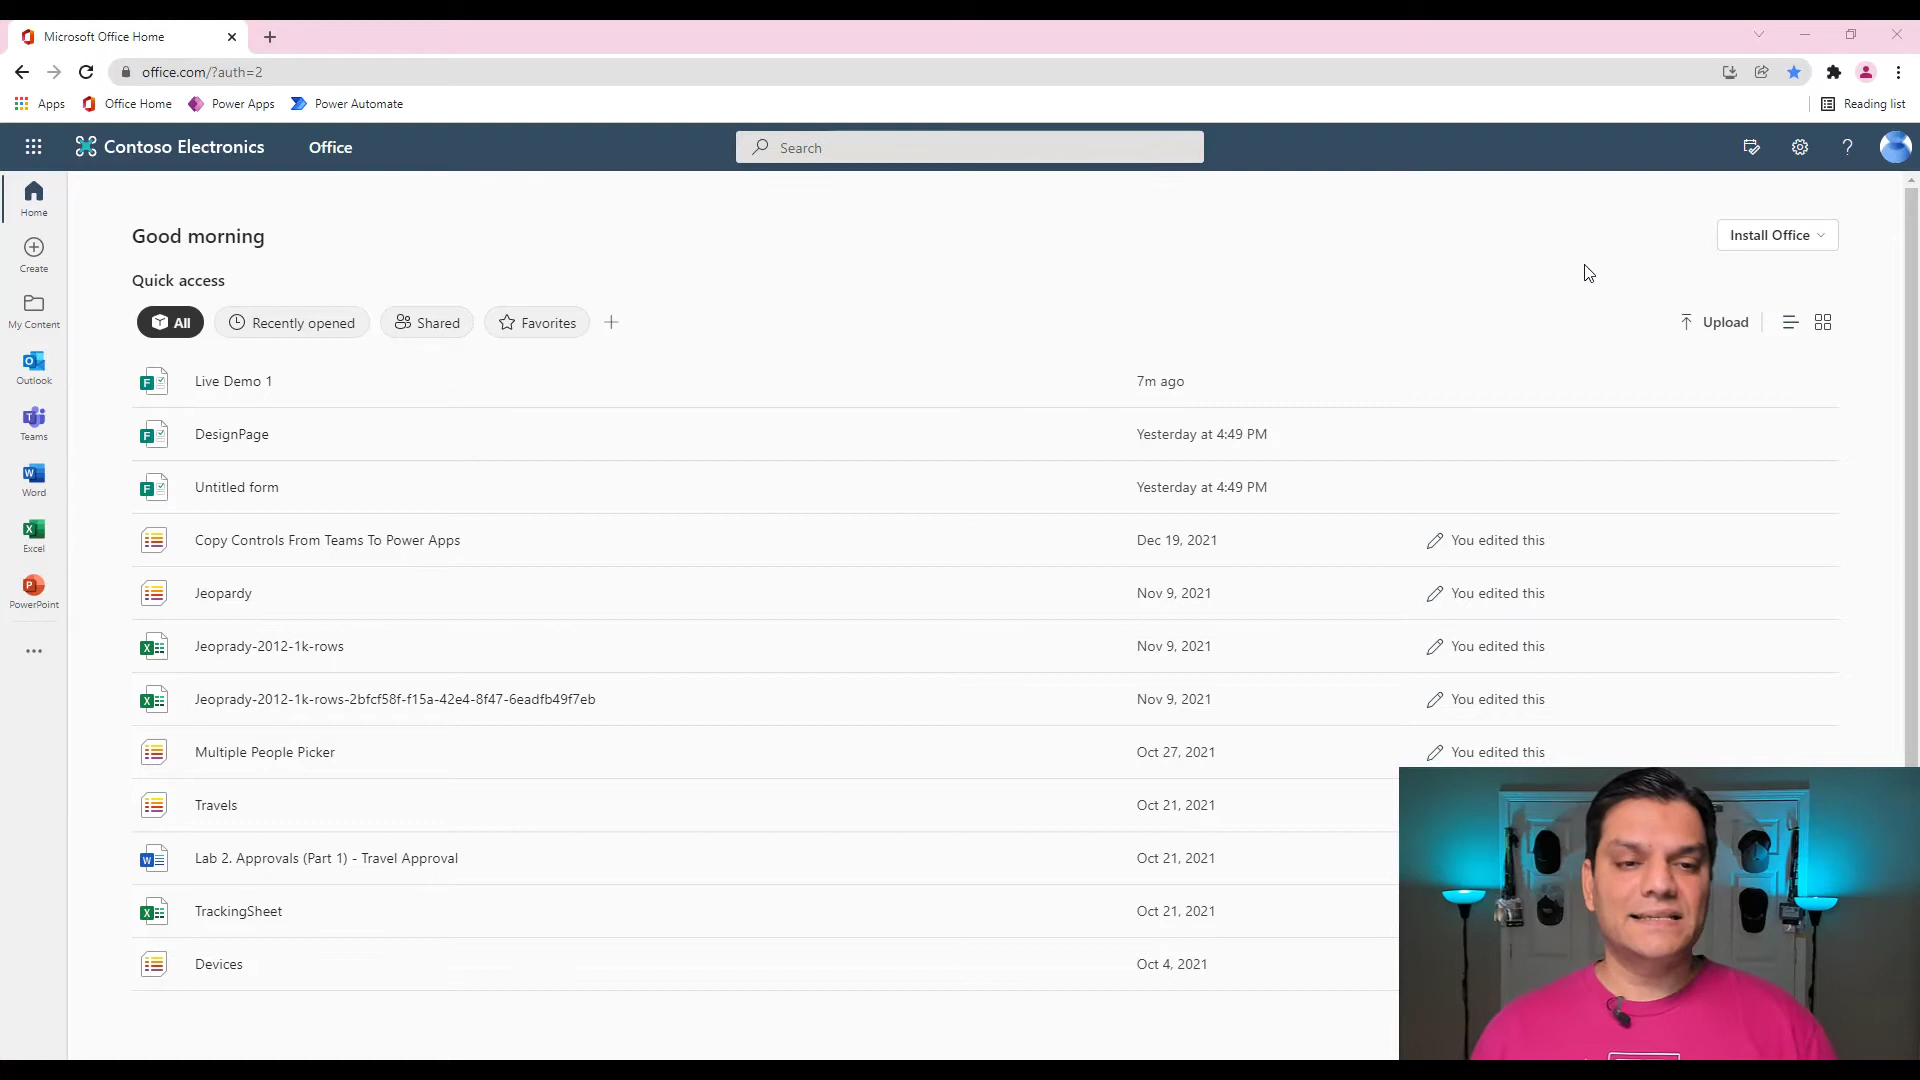 Microsoft Office Home
office.com/?auth=2
Apps Office Home Power Apps Power Automate Reading list
Contoso Electronics Office Search
Home
Create
My Content
Outlook
Teams
Word
Excel
PowerPoint
Good morning
Install Office
Quick access
All Recently opened Shared Favorites Upload
Live Demo 1 7m ago
DesignPage Yesterday at 4:49 PM
Untitled form Yesterday at 4:49 PM
Copy Controls From Teams To Power Apps Dec 19, 2021 You edited this
Jeopardy Nov 9, 2021 You edited this
Jeoprady-2012-1k-rows Nov 9, 2021 You edited this
Jeoprady-2012-1k-rows-2bfcf58f-f15a-42e4-8f47-6eadfb49f7eb Nov 9, 2021 You edited this
Multiple People Picker Oct 27, 2021 You edited this
Travels Oct 21, 2021
Lab 2. Approvals (Part 1) - Travel Approval Oct 21, 2021
TrackingSheet Oct 21, 2021
Devices Oct 4, 2021